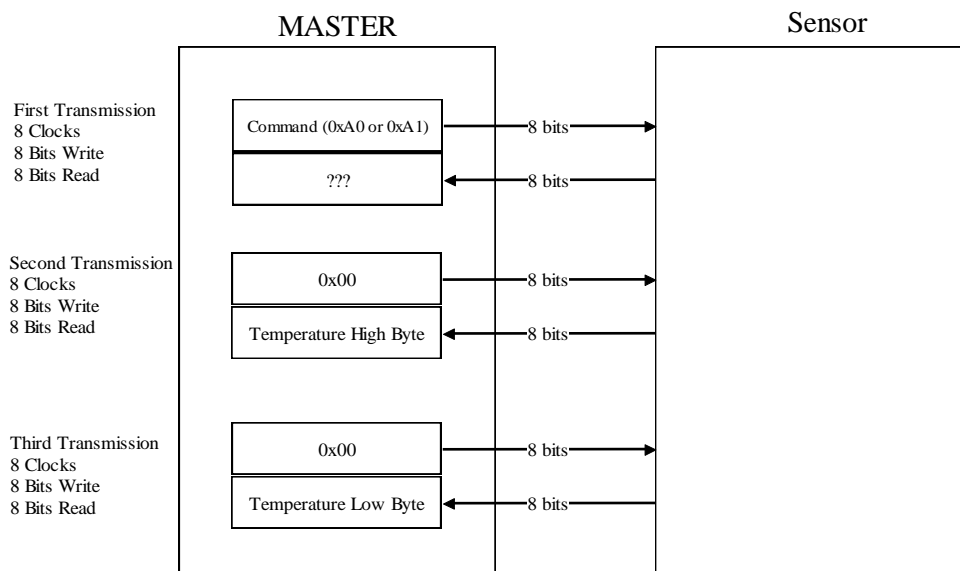 MASTER
Sensor
First Transmission
8 Clocks
8 Bits Write
8 Bits Read
Command (0xA0 or 0xA1)
8 bits
???
8 bits
Second Transmission
8 Clocks
8 Bits Write
8 Bits Read
0x00
8 bits
Temperature High Byte
8 bits
Third Transmission
8 Clocks
8 Bits Write
8 Bits Read
0x00
8 bits
Temperature Low Byte
8 bits